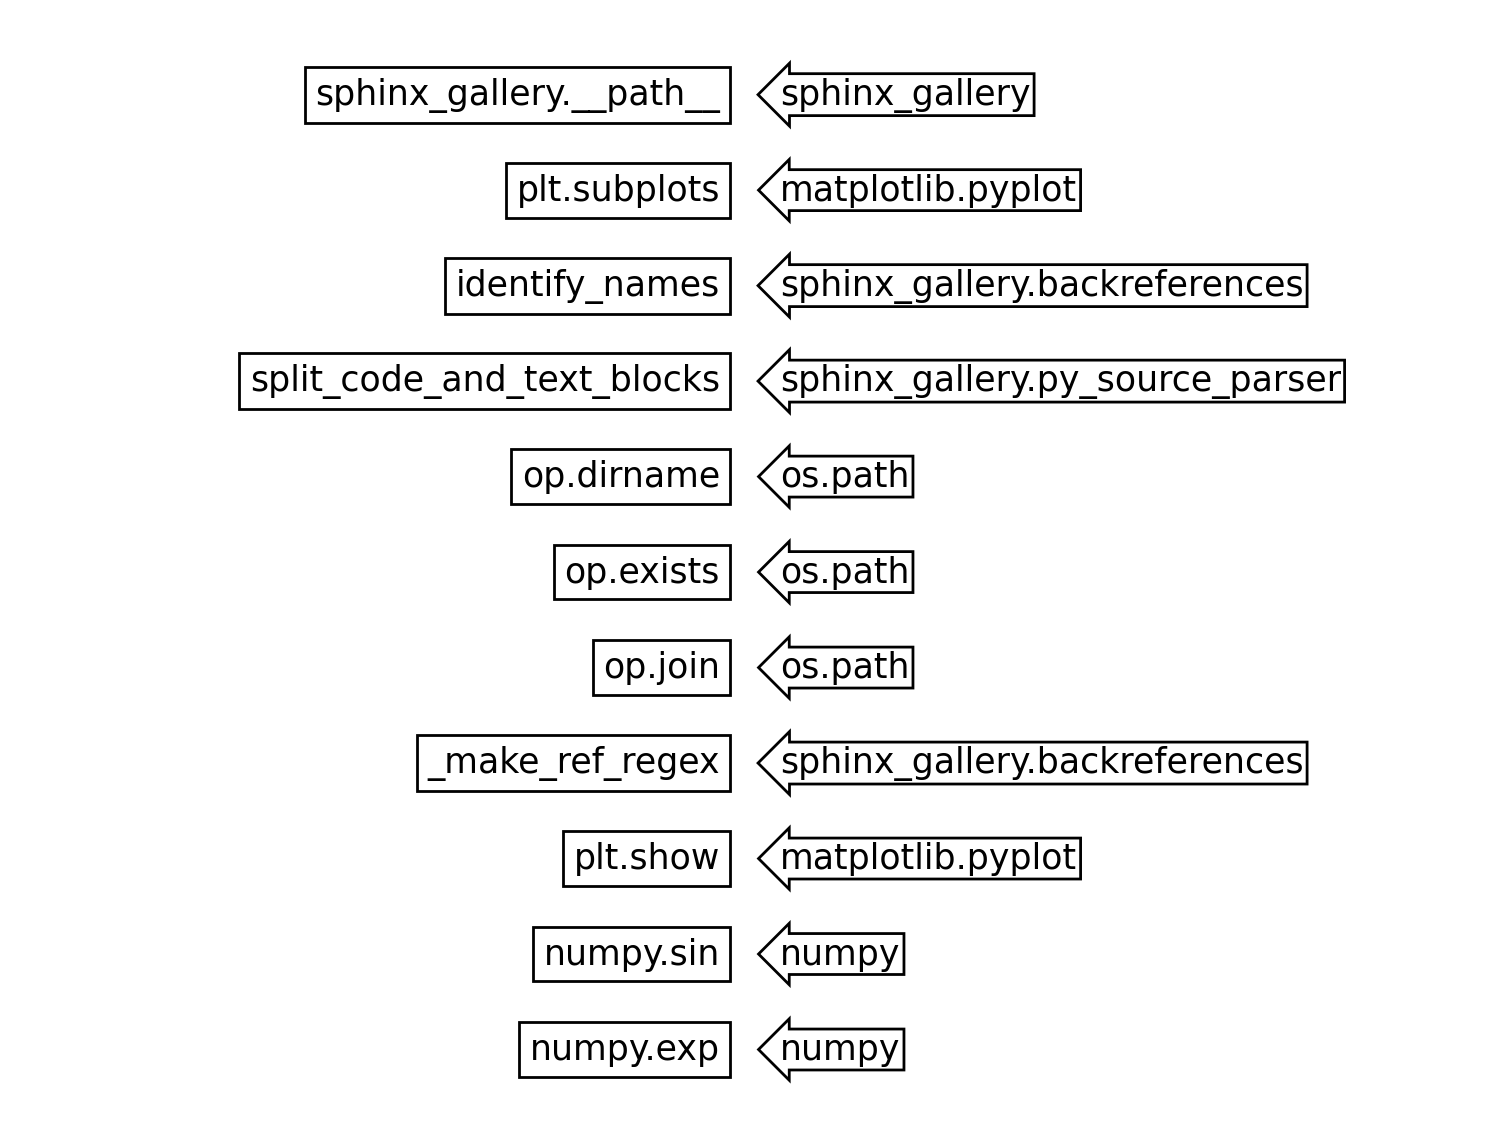 sphinx_gallery.__path__ sphinx_gallery
plt.subplots matplotlib.pyplot
identify_names sphinx_gallery.backreferences
split_code_and_text_blocks sphinx_gallery.py_source_parser
op.dirname os.path
op.exists os.path
op.join os.path
_make_ref_regex sphinx_gallery.backreferences
plt.show matplotlib.pyplot
numpy.sin numpy
numpy.exp numpy